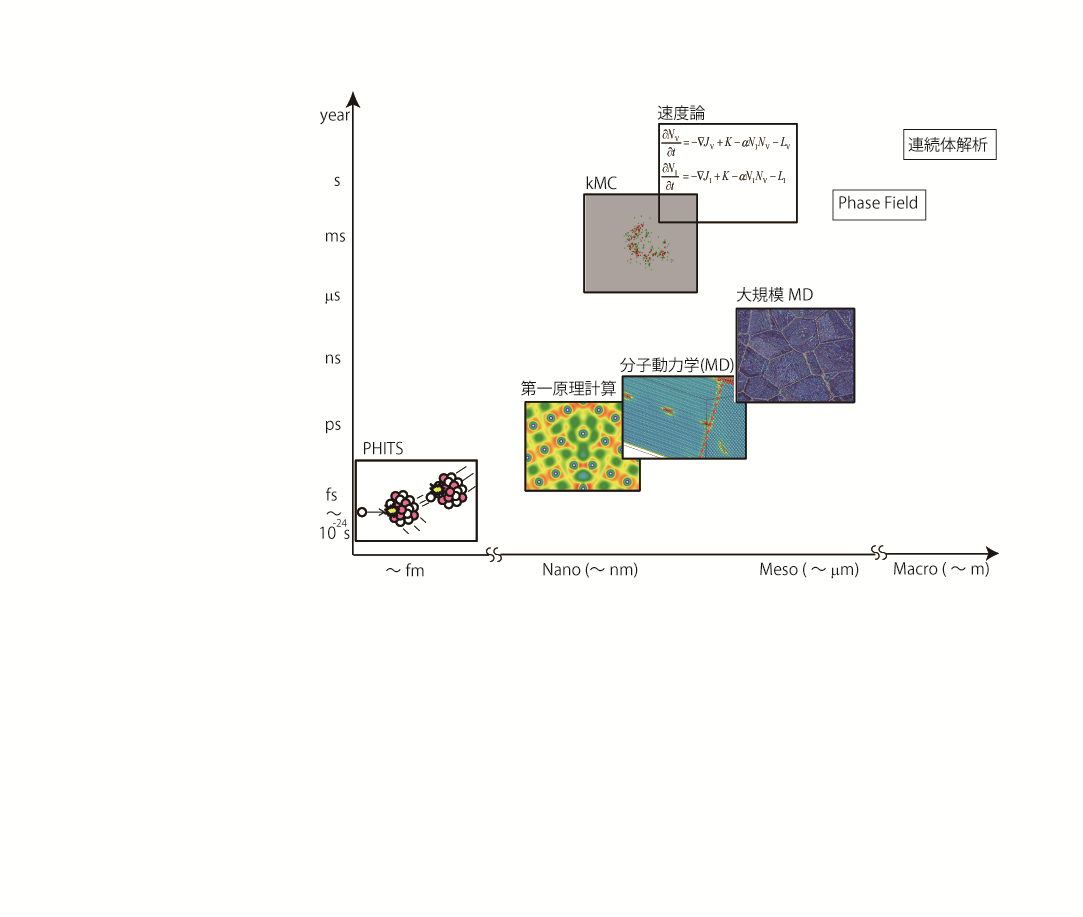 year
s
ms
μs
ns
ps
fs
～
10⁻²⁴s
速度論
∂N_V/∂t = −∇J_V + K − αN_I N_V − L_V
∂N_I/∂t = −∇J_I + K − αN_I N_V − L_I
連続体解析
Phase Field
kMC
大規模 MD
分子動力学(MD)
第一原理計算
PHITS
～ fm
Nano (～ nm)
Meso ( ～ μm)
Macro ( ～ m)